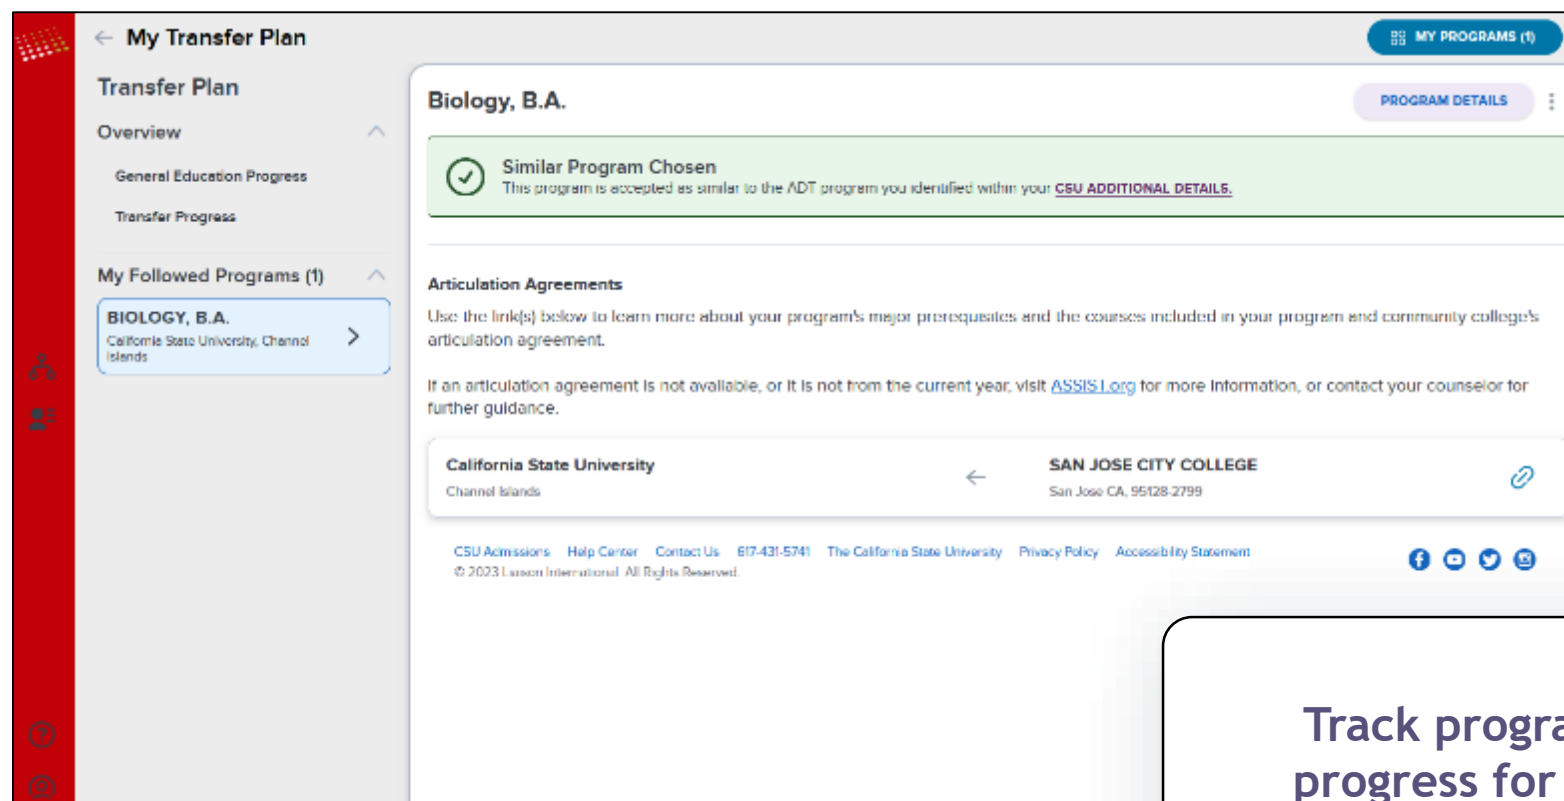 My Transfer Plan
MY PROGRAMS (1)
Transfer Plan
Overview
General Education Progress
Transfer Progress
My Followed Programs (1)
BIOLOGY, B.A.
California State University, Channel
Islands
Biology, B.A.
PROGRAM DETAILS
Similar Program Chosen
This program is accepted as similar to the ADT program you identified within your CSU ADDITIONAL DETAILS.
Articulation Agreements
Use the link(s) below to learn more about your program's major prerequisites and the courses included in your program and community college's
articulation agreement.
If an articulation agreement is not available, or it is not from the current year, visit ASSIST.org for more information, or contact your counselor for
further guidance.
California State University
Channel Islands
SAN JOSE CITY COLLEGE
San Jose CA, 95128-2799
CSU Admissions Help Center Contact Us 617-431-5741 The California State University Privacy Policy Accessibility Statement
© 2023 Liaison International. All Rights Reserved.
Track progra
progress for